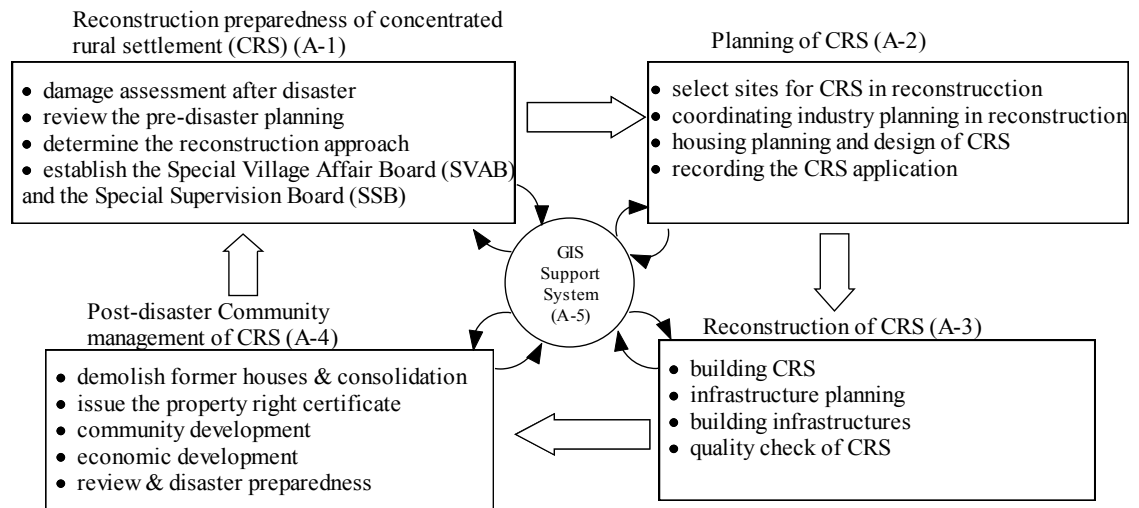 Reconstruction preparedness of concentrated
rural settlement (CRS) (A-1)
• damage assessment after disaster
• review the pre-disaster planning
• determine the reconstruction approach
• establish the Special Village Affair Board (SVAB)
and the Special Supervision Board (SSB)
Planning of CRS (A-2)
• select sites for CRS in reconstrucction
• coordinating industry planning in reconstruction
• housing planning and design of CRS
• recording the CRS application
GIS
Support
System
(A-5)
Post-disaster Community
management of CRS (A-4)
• demolish former houses & consolidation
• issue the property right certificate
• community development
• economic development
• review & disaster preparedness
Reconstruction of CRS (A-3)
• building CRS
• infrastructure planning
• building infrastructures
• quality check of CRS